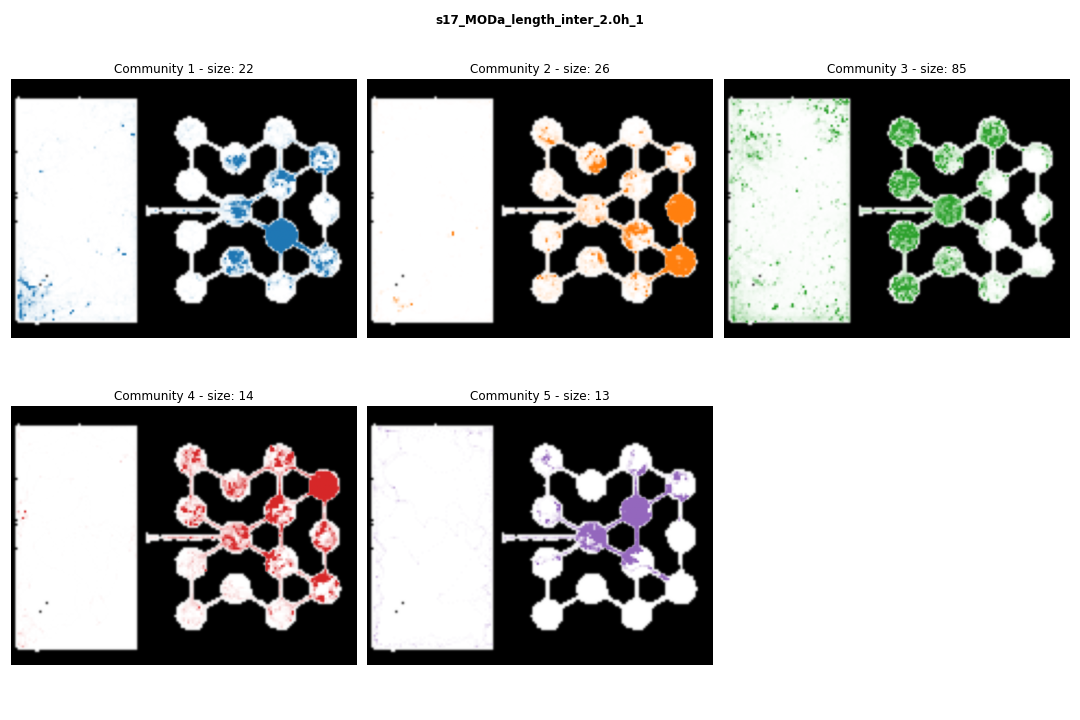 s17_MODa_length_inter_2.0h_1
Community 1 - size: 22
Community 2 - size: 26
Community 3 - size: 85
Community 4 - size: 14
Community 5 - size: 13